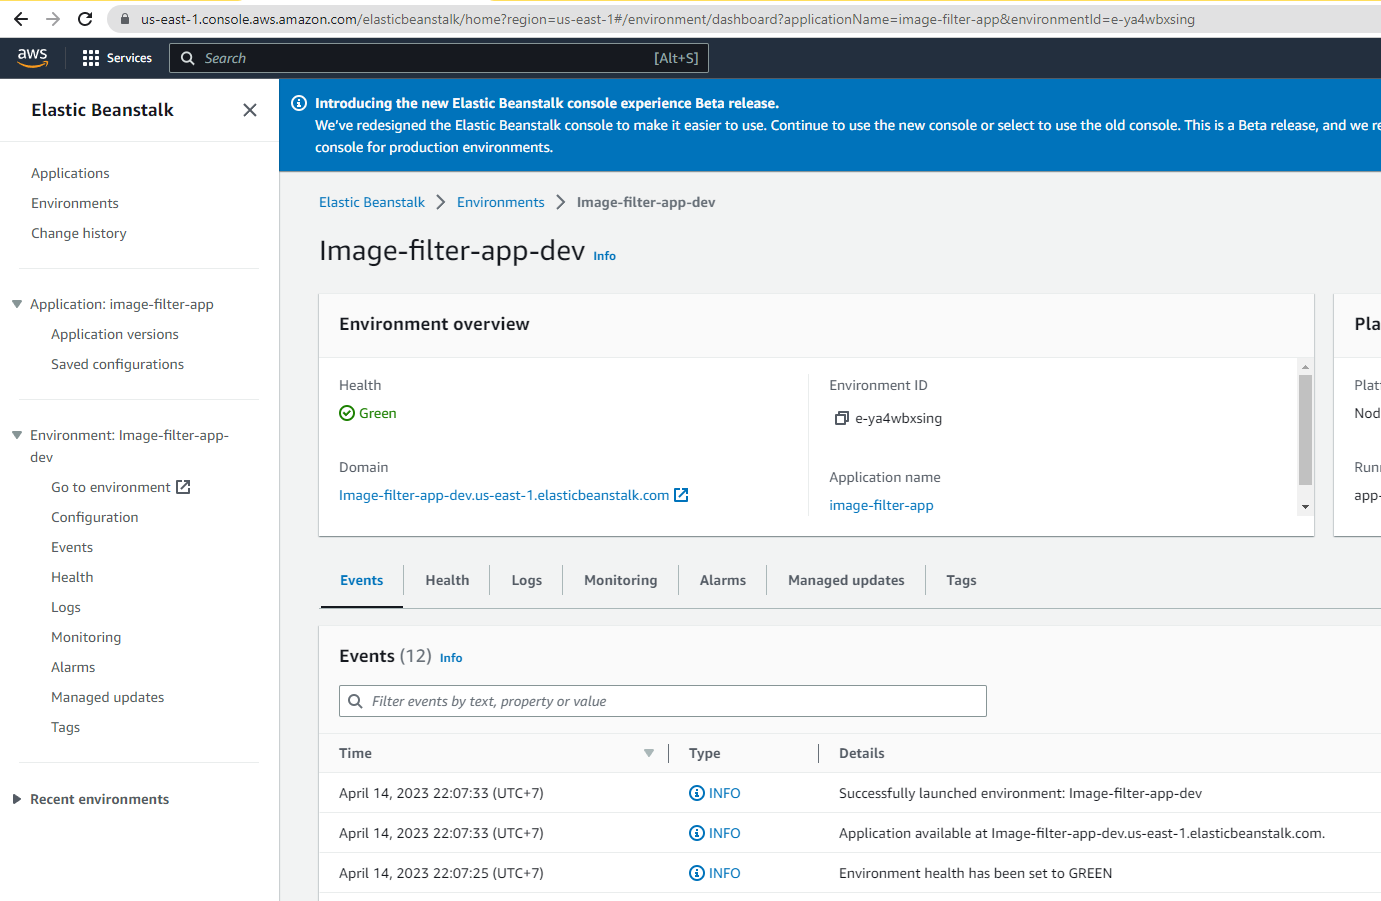 us-east-1.console.aws.amazon.com/elasticbeanstalk/home?region=us-east-1#/environment/dashboard?applicationName=image-filter-app&environmentId=e-ya4wbxsing
aws
Services
Search
[Alt+S]
Elastic Beanstalk
Applications
Environments
Change history
Application: image-filter-app
Application versions
Saved configurations
Environment: Image-filter-app-
dev
Go to environment
Configuration
Events
Health
Logs
Monitoring
Alarms
Managed updates
Tags
Recent environments
Introducing the new Elastic Beanstalk console experience Beta release.
We've redesigned the Elastic Beanstalk console to make it easier to use. Continue to use the new console or select to use the old console. This is a Beta release, and we re
console for production environments.
Elastic Beanstalk > Environments > Image-filter-app-dev
Image-filter-app-dev Info
Environment overview
Health
Green
Domain
Image-filter-app-dev.us-east-1.elasticbeanstalk.com
Environment ID
e-ya4wbxsing
Application name
image-filter-app
Pla
Plat
Nod
Runn
app-
Events
Health
Logs
Monitoring
Alarms
Managed updates
Tags
Events (12) Info
Filter events by text, property or value
Time Type Details
April 14, 2023 22:07:33 (UTC+7) INFO Successfully launched environment: Image-filter-app-dev
April 14, 2023 22:07:33 (UTC+7) INFO Application available at Image-filter-app-dev.us-east-1.elasticbeanstalk.com.
April 14, 2023 22:07:25 (UTC+7) INFO Environment health has been set to GREEN